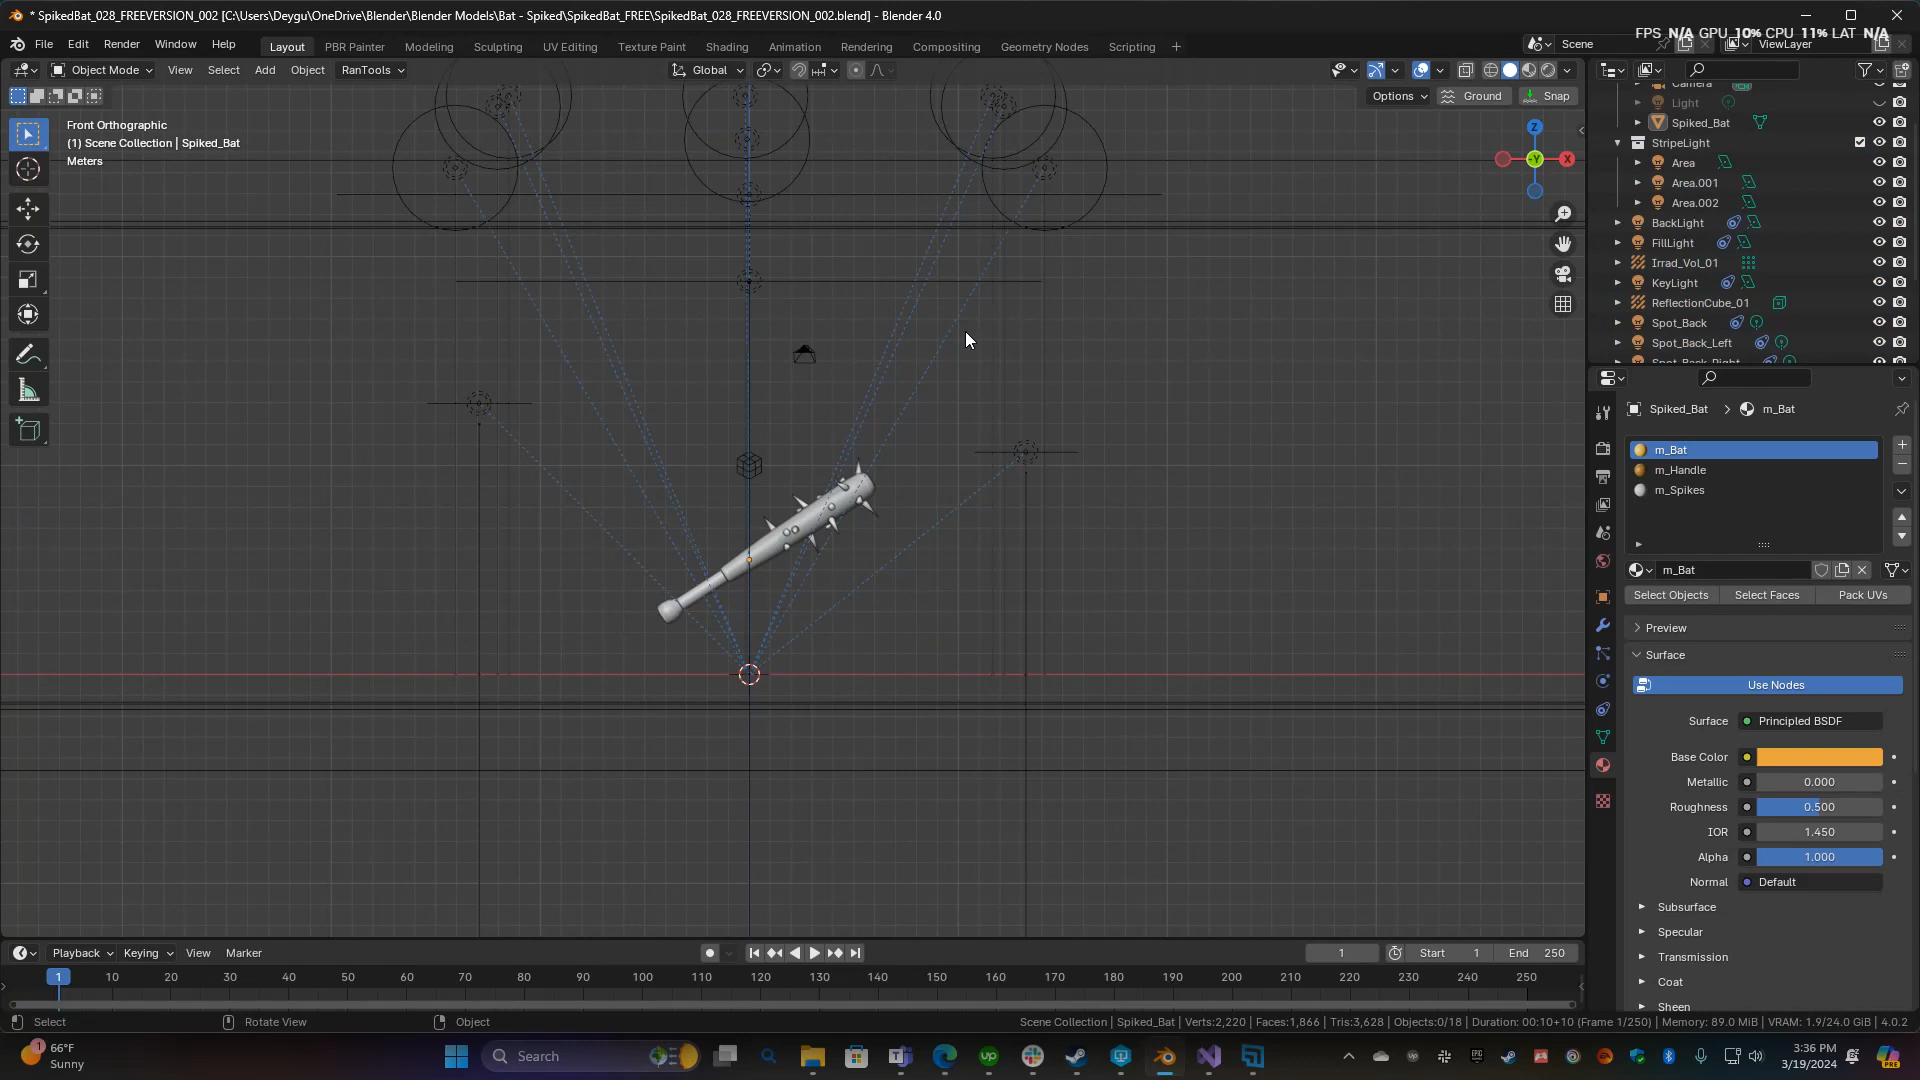 * SpikedBat_028_FREEVERSION_002 [C:\Users\Deygu\OneDrive\Blender\Blender Models\Bat - Spiked\SpikedBat_FREE\SpikedBat_028_FREEVERSION_002.blend] - Blender 4.0
FPS N/A GPU 10% CPU 11% LAT N/A
File Edit Render Window Help Layout PBR Painter Modeling Sculpting UV Editing Texture Paint Shading Animation Rendering Compositing Geometry Nodes Scripting + Scene ViewLayer
Object Mode View Select Add Object RanTools Global
Options Ground Snap
Front Orthographic
(1) Scene Collection | Spiked_Bat
Meters
Z
-Y
X
Camera
Light
Spiked_Bat
StripeLight
Area
Area.001
Area.002
BackLight
FillLight
Irrad_Vol_01
KeyLight
ReflectionCube_01
Spot_Back
Spot_Back_Left
Spot_Back_Right
Spiked_Bat > m_Bat
m_Bat
m_Handle
m_Spikes
m_Bat
Select Objects Select Faces Pack UVs
Preview
Surface
Use Nodes
Surface Principled BSDF
Base Color
Metallic 0.000
Roughness 0.500
IOR 1.450
Alpha 1.000
Normal Default
Subsurface
Specular
Transmission
Coat
Sheen
Playback Keying View Marker 1 Start 1 End 250
1 10 20 30 40 50 60 70 80 90 100 110 120 130 140 150 160 170 180 190 200 210 220 230 240 250
Select Rotate View Object Scene Collection | Spiked_Bat | Verts:2,220 | Faces:1,866 | Tris:3,628 | Objects:0/18 | Duration: 00:10+10 (Frame 1/250) | Memory: 89.0 MiB | VRAM: 1.9/24.0 GiB | 4.0.2
1 66°F
Sunny
Search
3:36 PM
3/19/2024